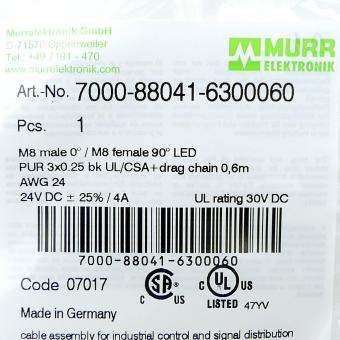 Murrelektronik GmbH
D-71570 Oppenweiler
Tel.: +49 7191 - 470
www.murrelektronik.com
MURR
ELEKTRONIK
Art.-No. 7000-88041-6300060
Pcs. 1
M8 male 0° / M8 female 90° LED
PUR 3x0.25 bk UL/CSA+drag chain 0,6m
AWG 24
24V DC ± 25% / 4A UL rating 30V DC
7000-88041-6300060
Code 07017
SA
C US
C UL US
LISTED 47YV
Made in Germany
cable assembly for industrial control and signal distribution